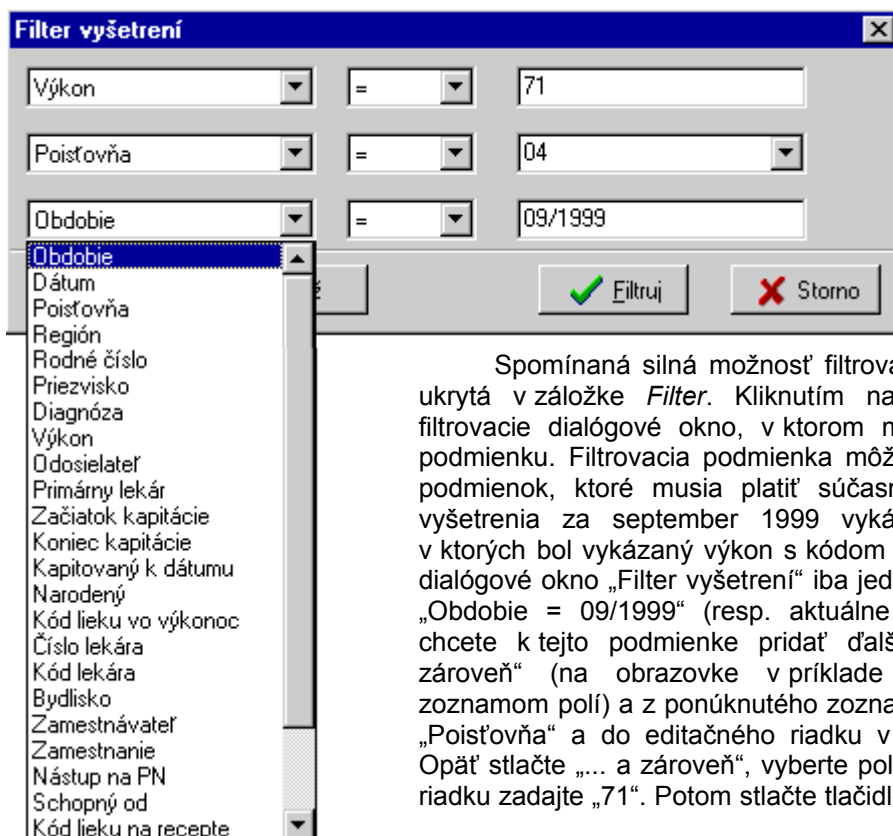 Filter vyšetrení
Výkon = 71
Poisťovňa = 04
Obdobie = 09/1999
Filtruj Storno
Obdobie
Dátum
Poisťovňa
Región
Rodné číslo
Priezvisko
Diagnóza
Výkon
Odosielateľ
Primárny lekár
Začiatok kapitácie
Koniec kapitácie
Kapitovaný k dátumu
Narodený
Kód lieku vo výkonoc
Číslo lekára
Kód lekára
Bydlisko
Zamestnávateľ
Zamestnanie
Nástup na PN
Schopný od
Kód lieku na recepte
Spomínaná silná možnosť filtrova
ukrytá v záložke Filter. Kliknutím na
filtrovacie dialógové okno, v ktorom m
podmienku. Filtrovacia podmienka môž
podmienok, ktoré musia platiť súčasn
vyšetrenia za september 1999 vyká
v ktorých bol vykázaný výkon s kódom
dialógové okno „Filter vyšetrení“ iba jed
„Obdobie = 09/1999“ (resp. aktuálne
chcete k tejto podmienke pridať ďalš
zároveň“ (na obrazovke v príklade
zoznamom polí) a z ponúknutého zozna
„Poisťovňa“ a do editačného riadku v
Opäť stlačte „... a zároveň“, vyberte pol
riadku zadajte „71“. Potom stlačte tlačidl